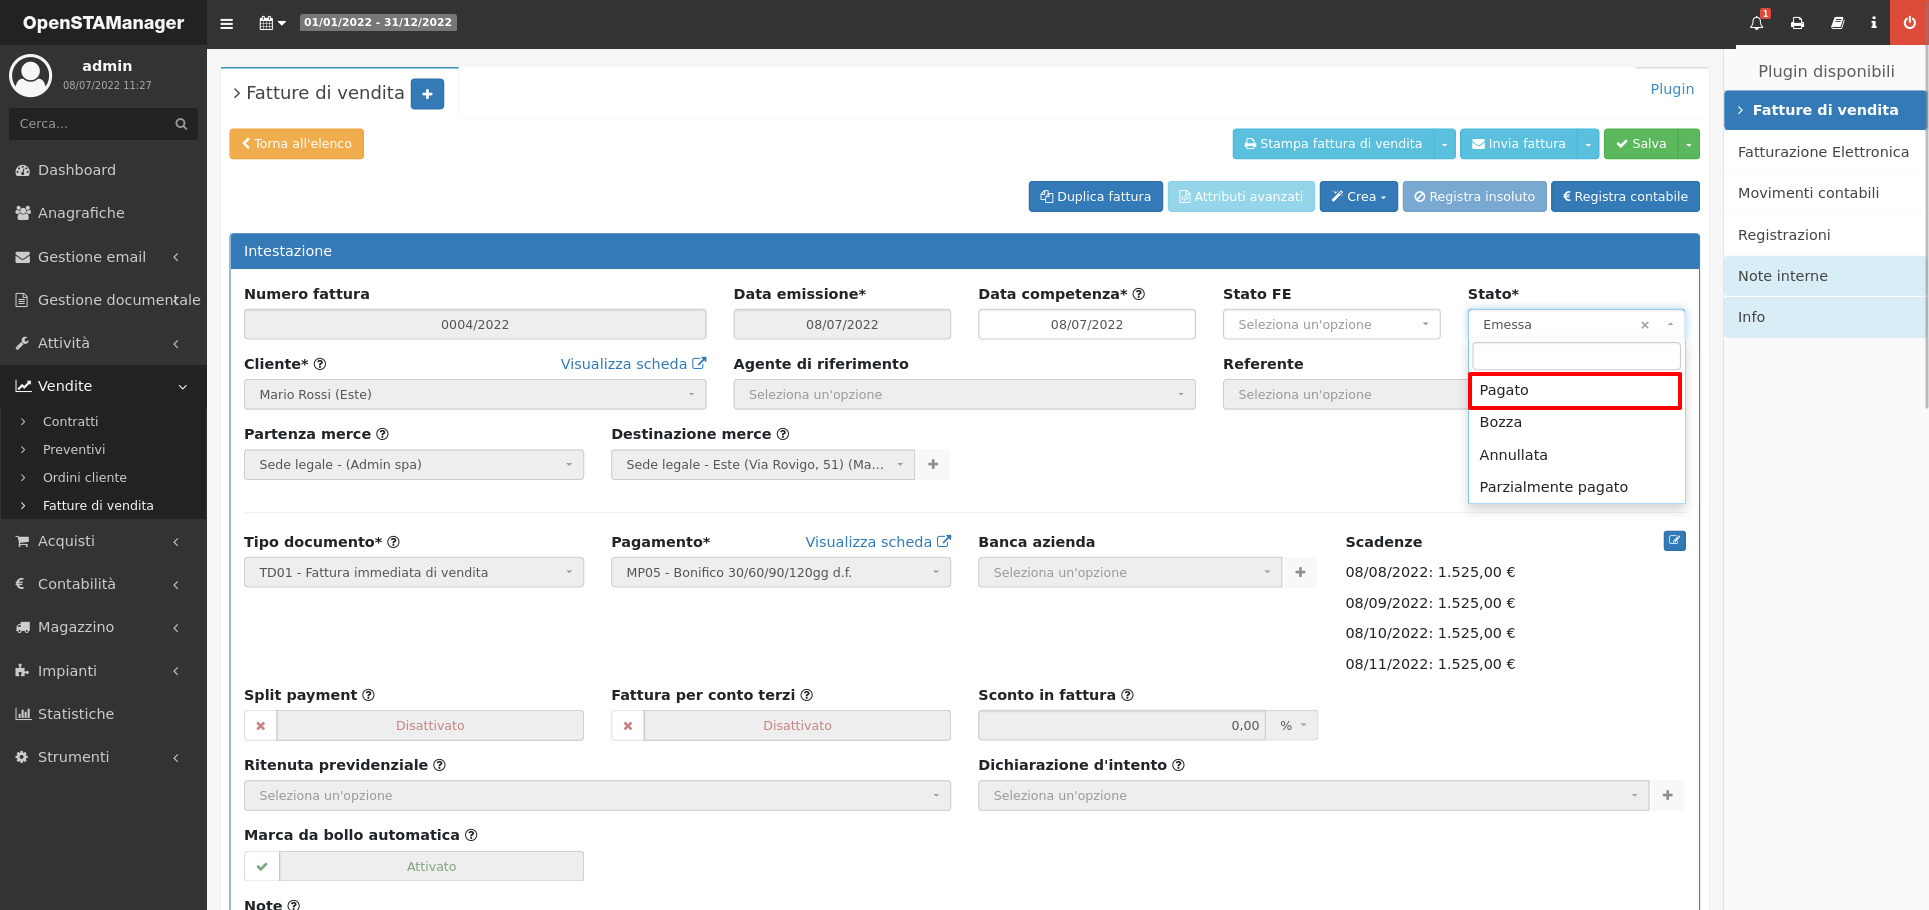 OpenSTAManager
01/01/2022 - 31/12/2022
1
admin
08/07/2022 11:27
Cerca...
Dashboard
Anagrafiche
Gestione email
Gestione documentale
Attività
Vendite
Contratti
Preventivi
Ordini cliente
Fatture di vendita
Acquisti
Contabilità
Magazzino
Impianti
Statistiche
Strumenti
Fatture di vendita
Plugin
Torna all'elenco
Stampa fattura di vendita
Invia fattura
Salva
Duplica fattura
Attributi avanzati
Crea
Registra insoluto
€ Registra contabile
Intestazione
Numero fattura
Data emissione*
Data competenza*
Stato FE
Stato*
0004/2022
08/07/2022
08/07/2022
Seleziona un'opzione
Emessa
Pagato
Bozza
Annullata
Parzialmente pagato
Cliente*
Visualizza scheda
Agente di riferimento
Referente
Mario Rossi (Este)
Seleziona un'opzione
Seleziona un'opzione
Partenza merce
Destinazione merce
Sede legale - (Admin spa)
Sede legale - Este (Via Rovigo, 51) (Ma...
Tipo documento*
Pagamento*
Visualizza scheda
Banca azienda
Scadenze
TD01 - Fattura immediata di vendita
MP05 - Bonifico 30/60/90/120gg d.f.
Seleziona un'opzione
08/08/2022: 1.525,00 €
08/09/2022: 1.525,00 €
08/10/2022: 1.525,00 €
08/11/2022: 1.525,00 €
Split payment
Fattura per conto terzi
Sconto in fattura
Disattivato
Disattivato
0,00
%
Ritenuta previdenziale
Dichiarazione d'intento
Seleziona un'opzione
Seleziona un'opzione
Marca da bollo automatica
Attivato
Note
Plugin disponibili
Fatture di vendita
Fatturazione Elettronica
Movimenti contabili
Registrazioni
Note interne
Info